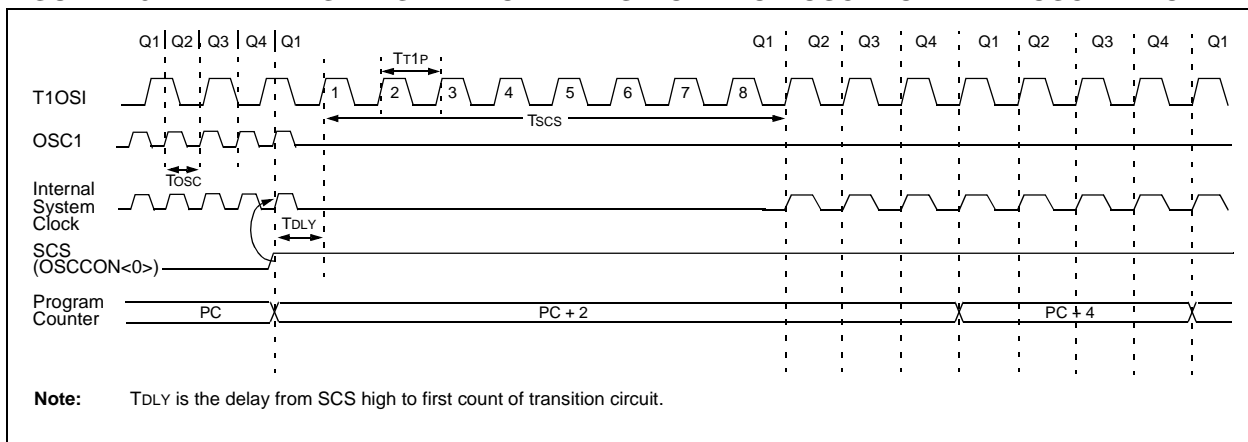 Q1 Q2 Q3 Q4 Q1 Q1 Q2 Q3 Q4 Q1 Q2 Q3 Q4 Q1
TT1P
T1OSI 1 2 3 4 5 6 7 8
TSCS
OSC1
TOSC
Internal
System
Clock
TDLY
SCS
(OSCCON<0>)
Program
Counter
PC PC + 2 PC + 4
Note: TDLY is the delay from SCS high to first count of transition circuit.